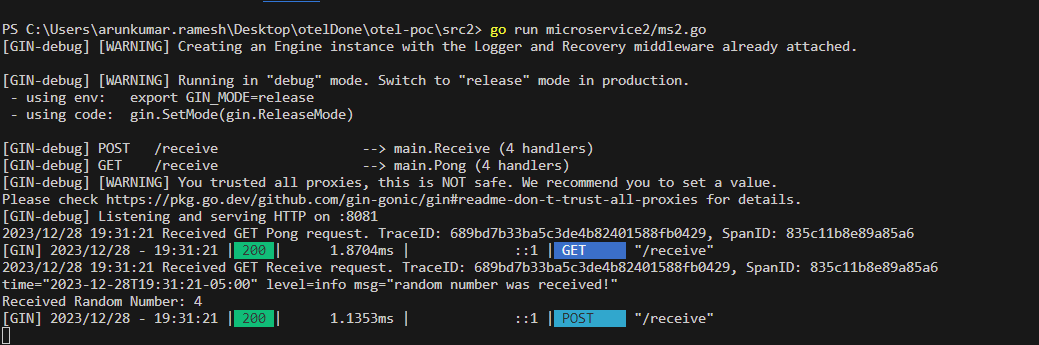 PS C:\Users\arunkumar.ramesh\Desktop\otelDone\otel-poc\src2> go run microservice2/ms2.go
[GIN-debug] [WARNING] Creating an Engine instance with the Logger and Recovery middleware already attached.
[GIN-debug] [WARNING] Running in "debug" mode. Switch to "release" mode in production.
- using env: export GIN_MODE=release
- using code: gin.SetMode(gin.ReleaseMode)
[GIN-debug] POST /receive --> main.Receive (4 handlers)
[GIN-debug] GET /receive --> main.Pong (4 handlers)
[GIN-debug] [WARNING] You trusted all proxies, this is NOT safe. We recommend you to set a value.
Please check https://pkg.go.dev/github.com/gin-gonic/gin#readme-don-t-trust-all-proxies for details.
[GIN-debug] Listening and serving HTTP on :8081
2023/12/28 19:31:21 Received GET Pong request. TraceID: 689bd7b33ba5c3de4b82401588fb0429, SpanID: 835c11b8e89a85a6
[GIN] 2023/12/28 - 19:31:21 | 200 | 1.8704ms | ::1 | GET "/receive"
2023/12/28 19:31:21 Received GET Receive request. TraceID: 689bd7b33ba5c3de4b82401588fb0429, SpanID: 835c11b8e89a85a6
time="2023-12-28T19:31:21-05:00" level=info msg="random number was received!"
Received Random Number: 4
[GIN] 2023/12/28 - 19:31:21 | 200 | 1.1353ms | ::1 | POST "/receive"